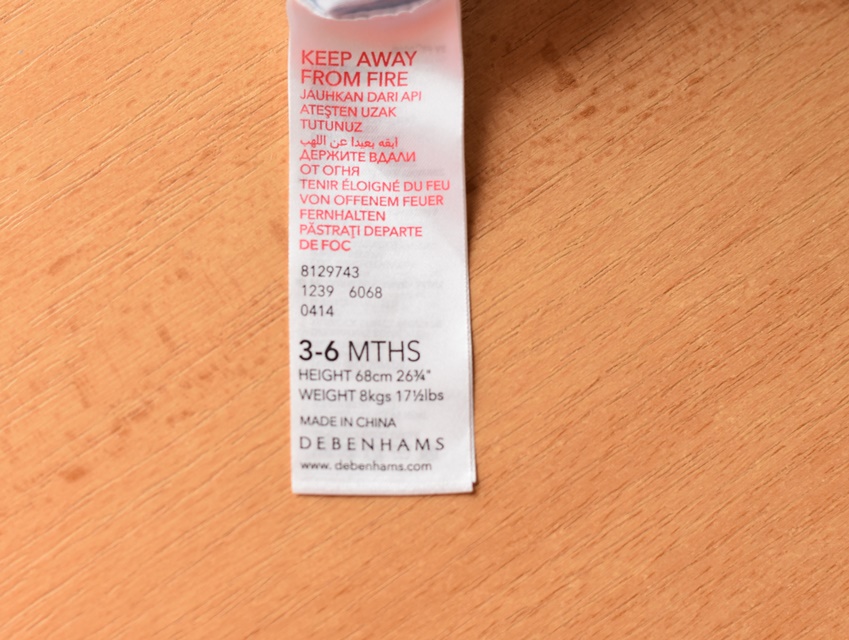 KEEP AWAY
FROM FIRE
JAUHKAN DARI API
ATEŞTEN UZAK
TUTUNUZ
ابقه بعيدا عن اللهب
ДЕРЖИТЕ ВДАЛИ
ОТ ОГНЯ
TENIR ÉLOIGNÉ DU FEU
VON OFFENEM FEUER
FERNHALTEN
PĂSTRAŢI DEPARTE
DE FOC
8129743
1239 6068
0414
3-6 MTHS
HEIGHT 68cm 26¾"
WEIGHT 8kgs 17½lbs
MADE IN CHINA
DEBENHAMS
www. debenhams.com